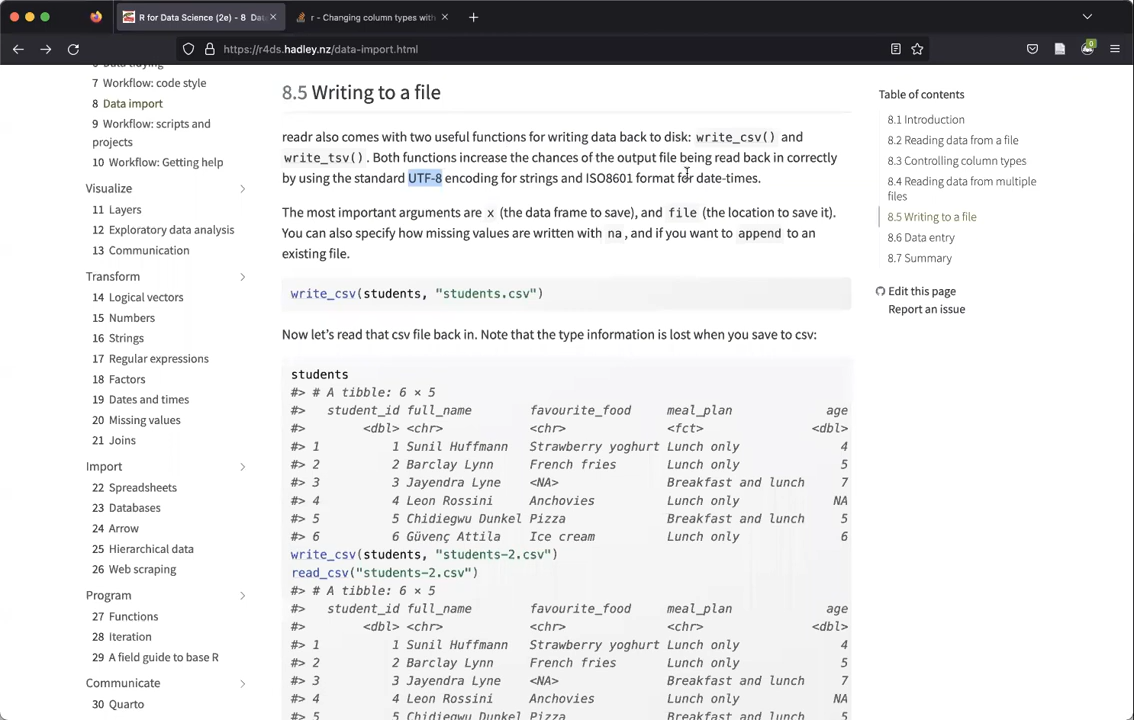 R for Data Science (2e) - 8 Dat
r - Changing column types with
https://r4ds.hadley.nz/data-import.html
0
6 Data tidying
7 Workflow: code style
8 Data import
9 Workflow: scripts and
projects
10 Workflow: Getting help
Visualize
11 Layers
12 Exploratory data analysis
13 Communication
Transform
14 Logical vectors
15 Numbers
16 Strings
17 Regular expressions
18 Factors
19 Dates and times
20 Missing values
21 Joins
Import
22 Spreadsheets
23 Databases
24 Arrow
25 Hierarchical data
26 Web scraping
Program
27 Functions
28 Iteration
29 A field guide to base R
Communicate
30 Quarto
8.5 Writing to a file
readr also comes with two useful functions for writing data back to disk: write_csv() and
write_tsv(). Both functions increase the chances of the output file being read back in correctly
by using the standard UTF-8 encoding for strings and ISO8601 format for date-times.
The most important arguments are x (the data frame to save), and file (the location to save it).
You can also specify how missing values are written with na, and if you want to append to an
existing file.
write_csv(students, "students.csv")
Now let's read that csv file back in. Note that the type information is lost when you save to csv:
students
#> # A tibble: 6 × 5
#> student_id full_name favourite_food meal_plan age
#> <dbl> <chr> <chr> <fct> <dbl>
#> 1 1 Sunil Huffmann Strawberry yoghurt Lunch only 4
#> 2 2 Barclay Lynn French fries Lunch only 5
#> 3 3 Jayendra Lyne <NA> Breakfast and lunch 7
#> 4 4 Leon Rossini Anchovies Lunch only NA
#> 5 5 Chidiegwu Dunkel Pizza Breakfast and lunch 5
#> 6 6 Güvenç Attila Ice cream Lunch only 6
write_csv(students, "students-2.csv")
read_csv("students-2.csv")
#> # A tibble: 6 × 5
#> student_id full_name favourite_food meal_plan age
#> <dbl> <chr> <chr> <chr> <dbl>
#> 1 1 Sunil Huffmann Strawberry yoghurt Lunch only 4
#> 2 2 Barclay Lynn French fries Lunch only 5
#> 3 3 Jayendra Lyne <NA> Breakfast and lunch 7
#> 4 4 Leon Rossini Anchovies Lunch only NA
#> 5 5 Chidiegwu Dunkel Pizza Breakfast and lunch 5
Table of contents
8.1 Introduction
8.2 Reading data from a file
8.3 Controlling column types
8.4 Reading data from multiple
files
8.5 Writing to a file
8.6 Data entry
8.7 Summary
Edit this page
Report an issue